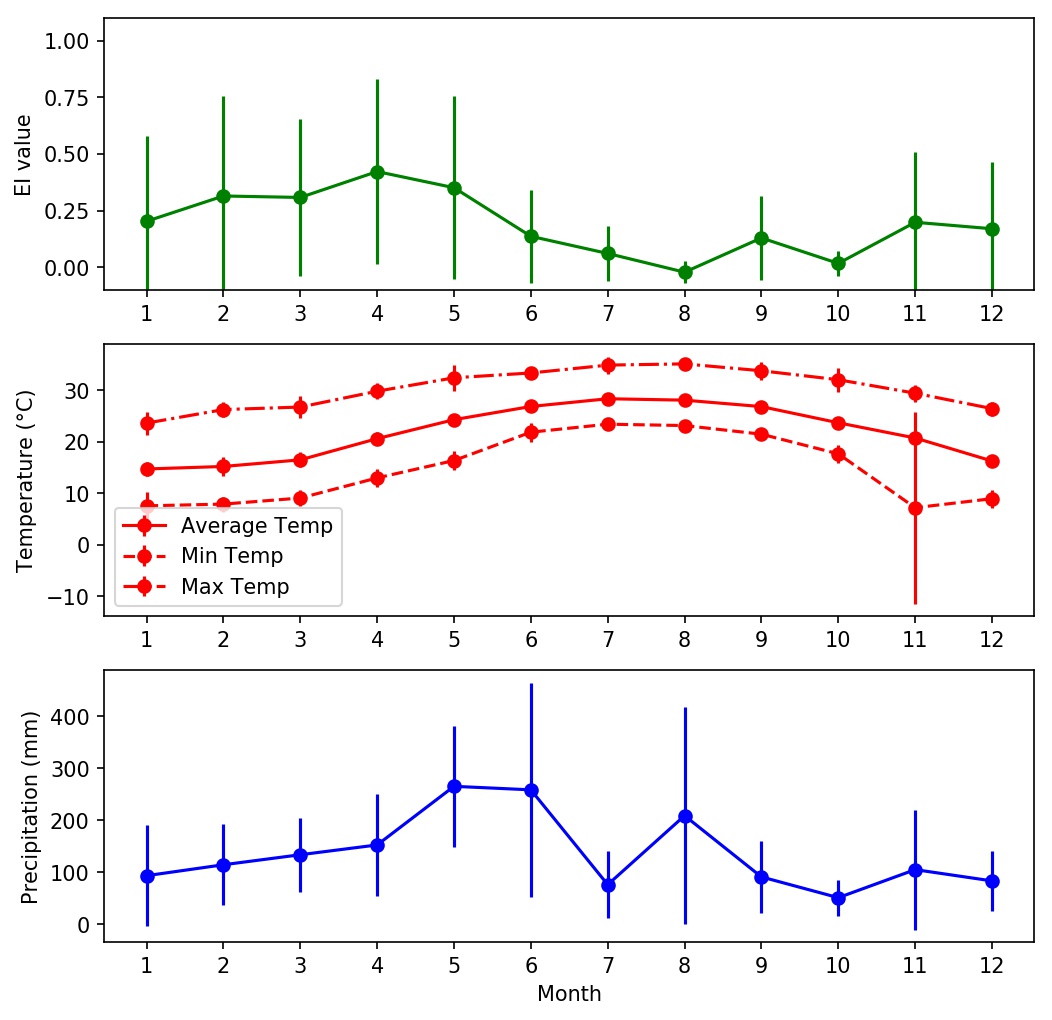 EI value
1.00
0.75
0.50
0.25
0.00
1 2 3 4 5 6 7 8 9 10 11 12
Temperature (°C)
30
20
10
0
−10
Average Temp
Min Temp
Max Temp
1 2 3 4 5 6 7 8 9 10 11 12
Precipitation (mm)
400
300
200
100
0
1 2 3 4 5 6 7 8 9 10 11 12
Month